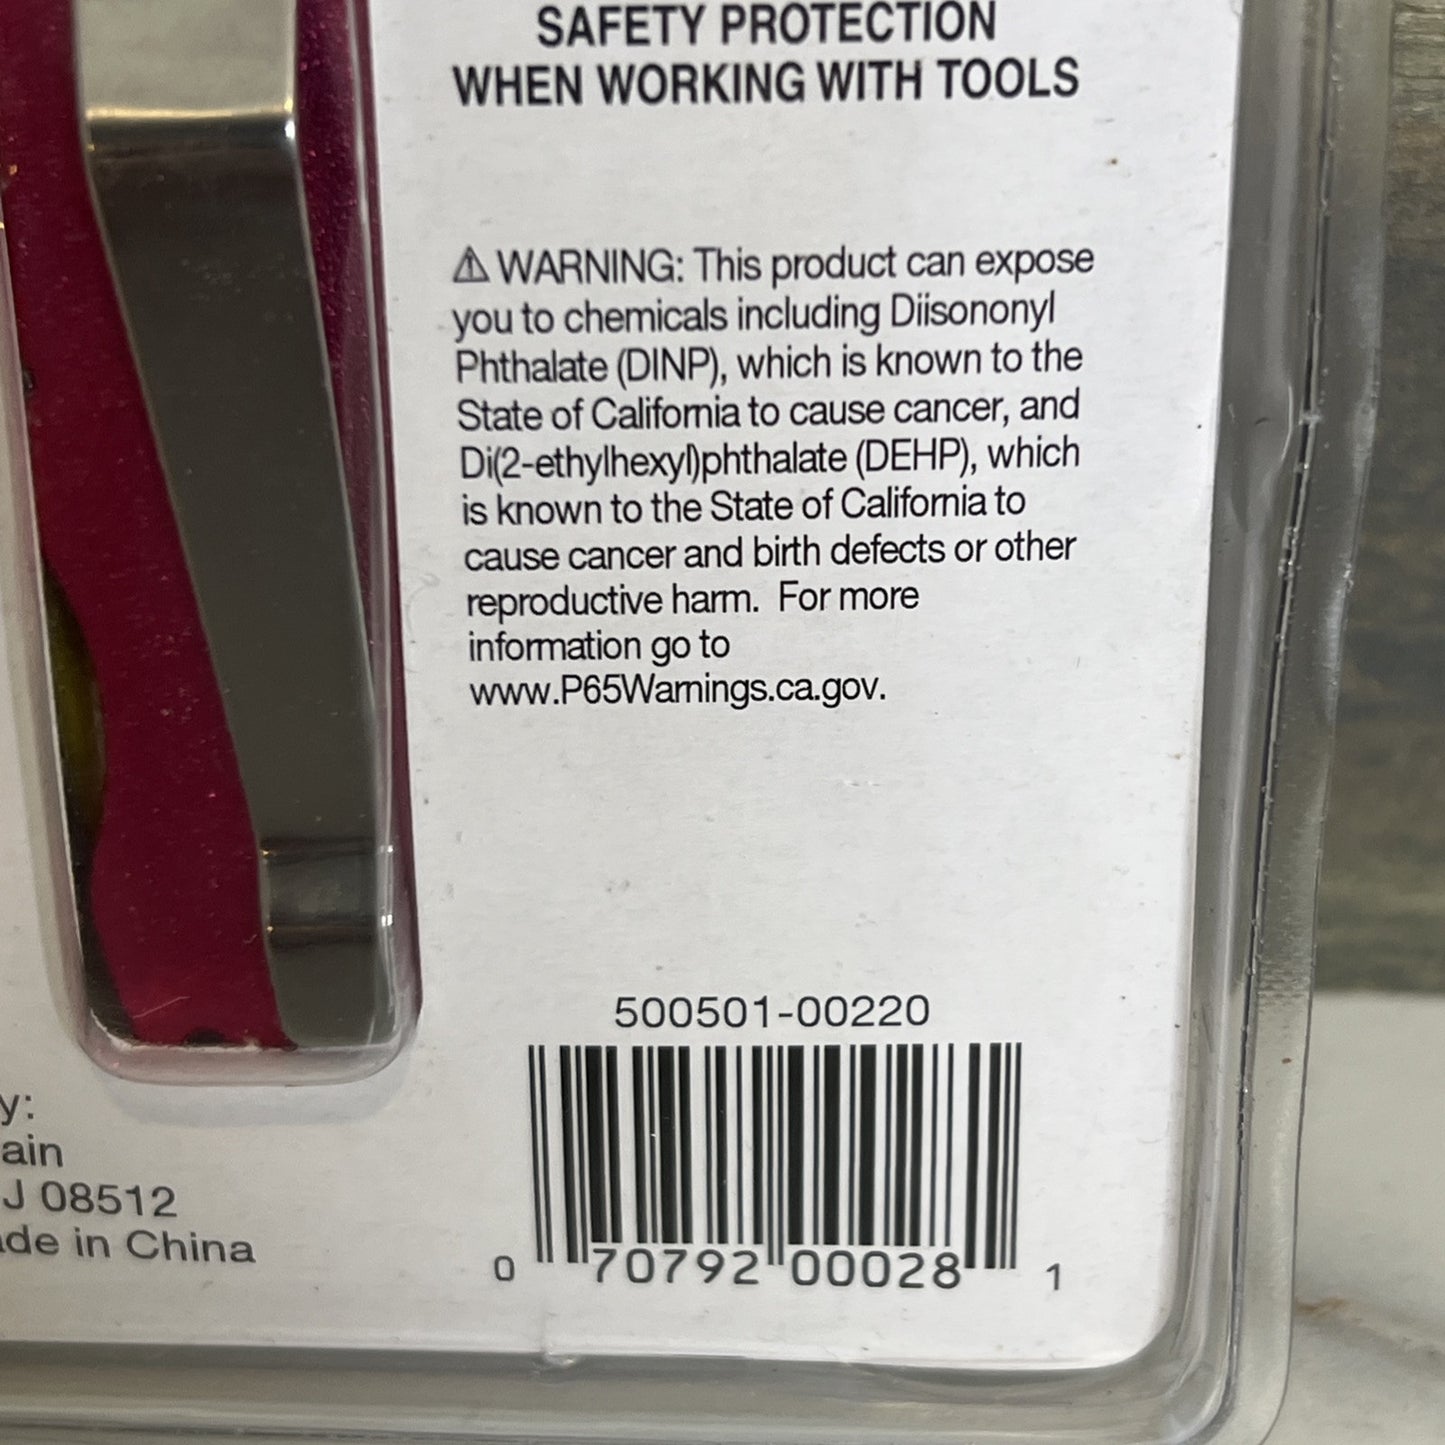 SAFETY PROTECTION
WHEN WORKING WITH TOOLS
⚠ WARNING: This product can expose
you to chemicals including Diisononyl
Phthalate (DINP), which is known to the
State of California to cause cancer, and
Di(2-ethylhexyl)phthalate (DEHP), which
is known to the State of California to
cause cancer and birth defects or other
reproductive harm. For more
information go to
www.P65Warnings.ca.gov.
500501-00220
0 70792 00028 1
y:
ain
J 08512
de in China